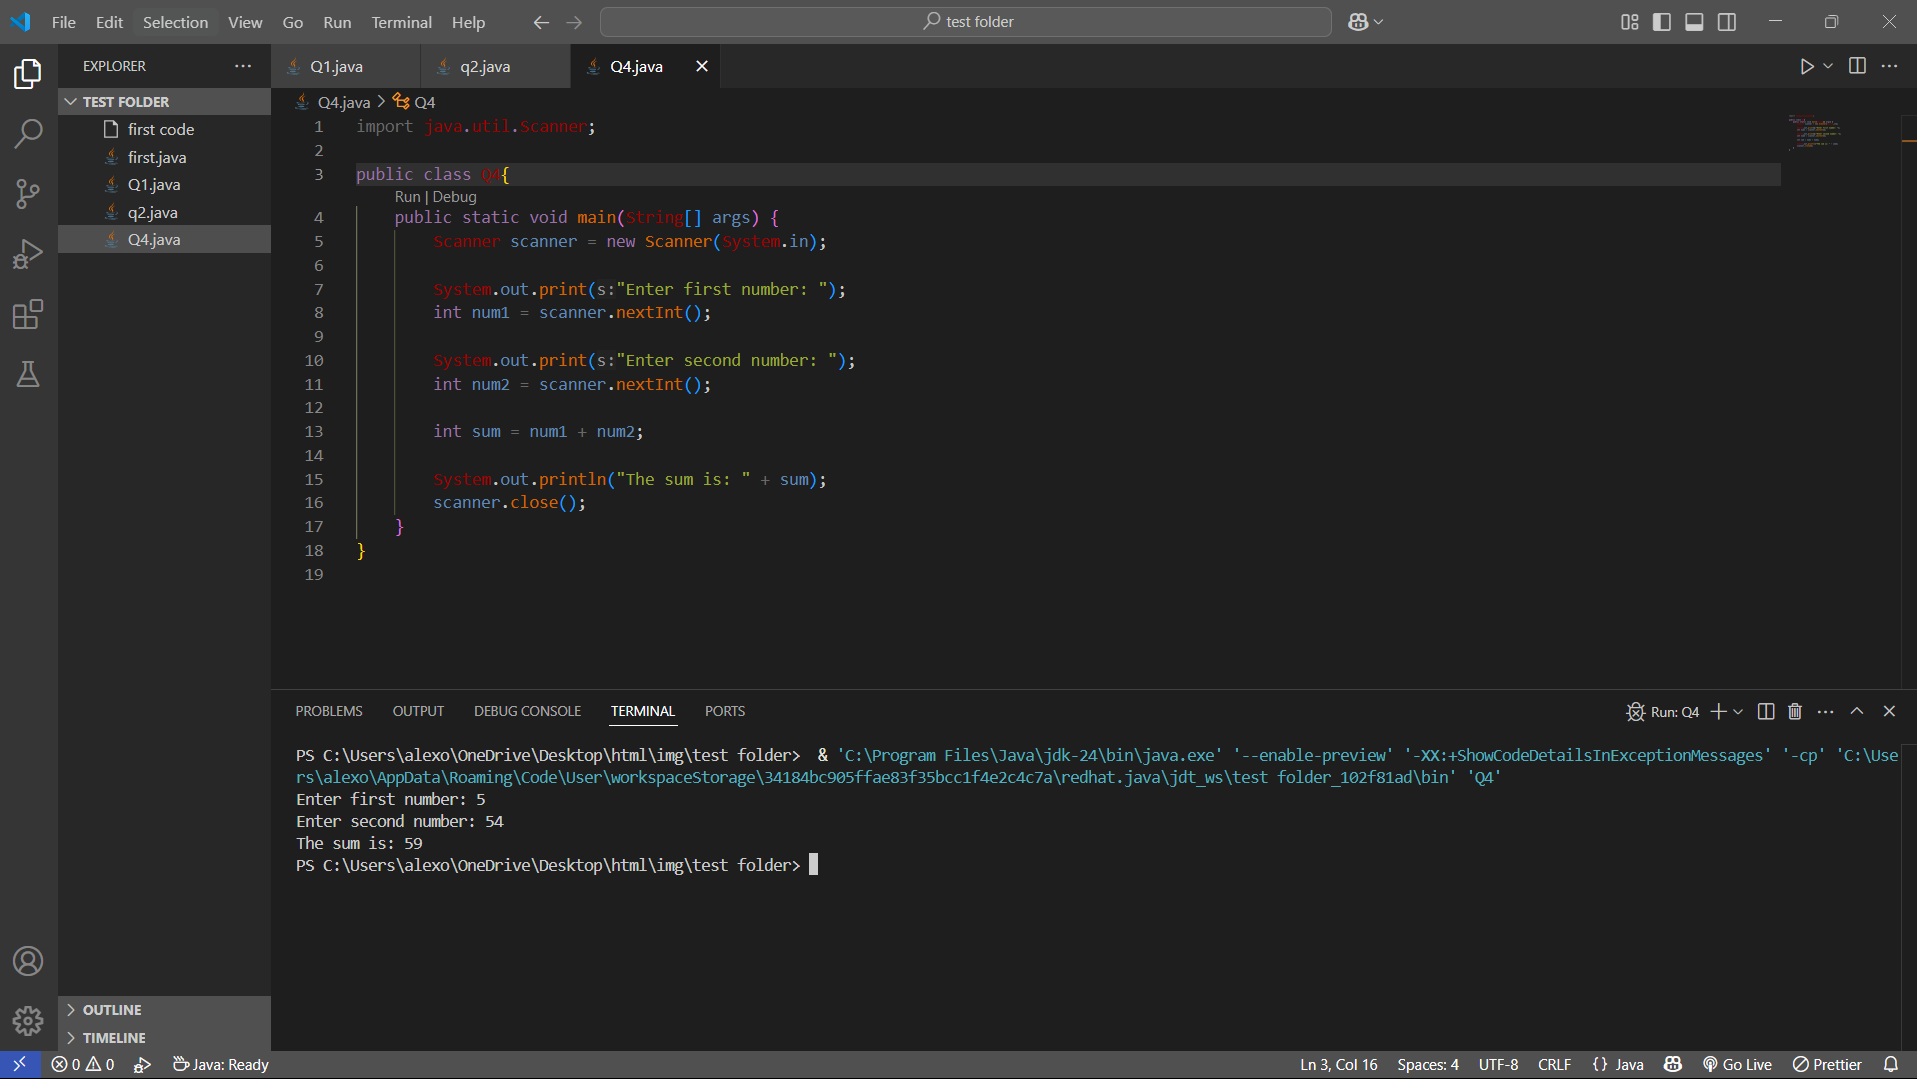 File Edit Selection View Go Run Terminal Help
test folder
EXPLORER
TEST FOLDER
first code
first.java
Q1.java
q2.java
Q4.java
OUTLINE
TIMELINE
Q1.java q2.java Q4.java
Q4.java > Q4
1 import java.util.Scanner;
2
3 public class Q4{
Run | Debug
4 public static void main(String[] args) {
5 Scanner scanner = new Scanner(System.in);
6
7 System.out.print(s:"Enter first number: ");
8 int num1 = scanner.nextInt();
9
10 System.out.print(s:"Enter second number: ");
11 int num2 = scanner.nextInt();
12
13 int sum = num1 + num2;
14
15 System.out.println("The sum is: " + sum);
16 scanner.close();
17 }
18 }
19
PROBLEMS OUTPUT DEBUG CONSOLE TERMINAL PORTS
Run: Q4
PS C:\Users\alexo\OneDrive\Desktop\html\img\test folder>  & 'C:\Program Files\Java\jdk-24\bin\java.exe' '--enable-preview' '-XX:+ShowCodeDetailsInExceptionMessages' '-cp' 'C:\Use
rs\alexo\AppData\Roaming\Code\User\workspaceStorage\34184bc905ffae83f35bcc1f4e2c4c7a\redhat.java\jdt_ws\test folder_102f81ad\bin' 'Q4'
Enter first number: 5
Enter second number: 54
The sum is: 59
PS C:\Users\alexo\OneDrive\Desktop\html\img\test folder>
0 0 Java: Ready
Ln 3, Col 16 Spaces: 4 UTF-8 CRLF {} Java Go Live Prettier